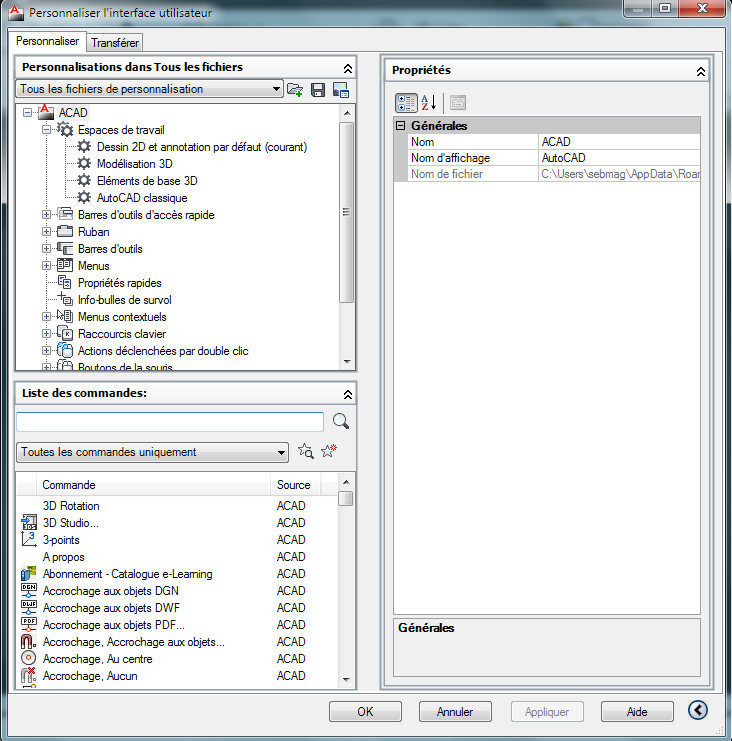 Personnaliser l'interface utilisateur
Personnaliser
Transférer
Personnalisations dans Tous les fichiers
Tous les fichiers de personnalisation
ACAD
Espaces de travail
Dessin 2D et annotation par défaut (courant)
Modélisation 3D
Eléments de base 3D
AutoCAD classique
Barres d'outils d'accès rapide
Ruban
Barres d'outils
Menus
Propriétés rapides
Info-bulles de survol
Menus contextuels
Raccourcis clavier
Actions déclenchées par double clic
Boutons de la souris
Liste des commandes:
Toutes les commandes uniquement
Commande Source
3D Rotation ACAD
3D Studio... ACAD
3-points ACAD
A propos ACAD
Abonnement - Catalogue e-Learning ACAD
Accrochage aux objets DGN ACAD
Accrochage aux objets DWF ACAD
Accrochage aux objets PDF... ACAD
Accrochage, Accrochage aux objets... ACAD
Accrochage, Au centre ACAD
Accrochage, Aucun ACAD
Propriétés
Générales
Nom ACAD
Nom d'affichage AutoCAD
Nom de fichier C:\Users\sebmag\AppData\Roar
Générales
OK
Annuler
Appliquer
Aide